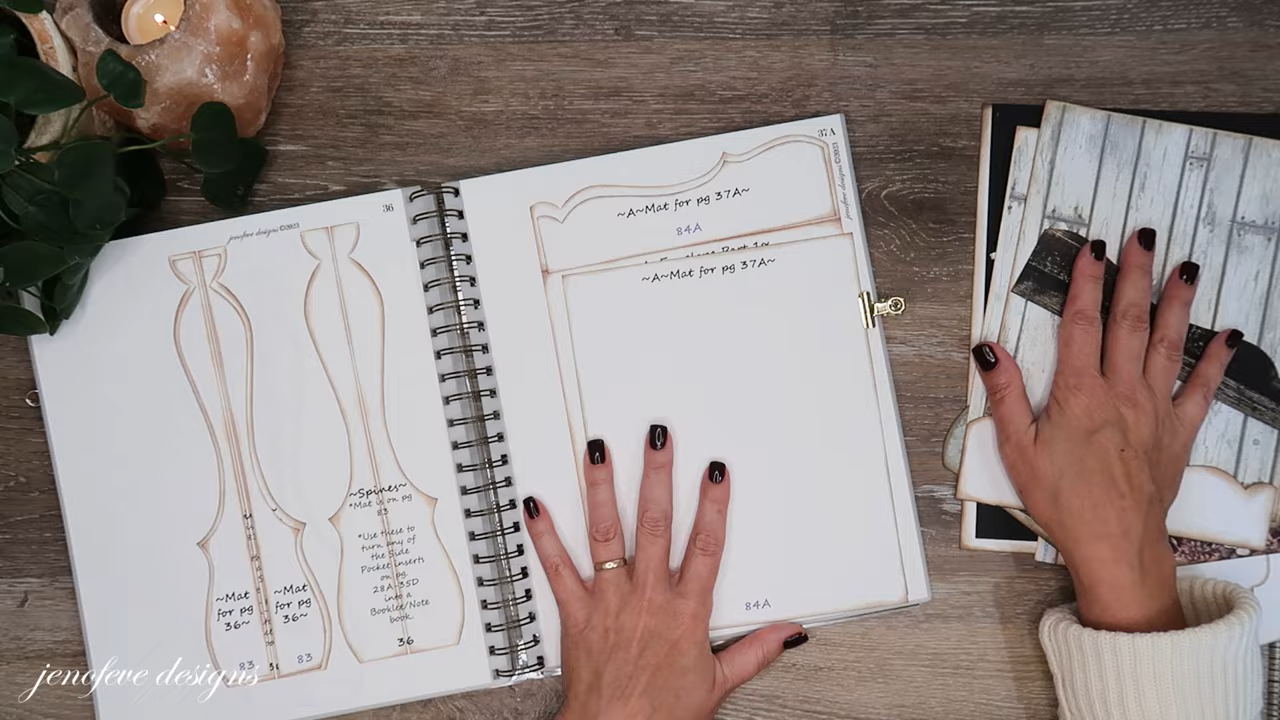 36
jenofeve designs ©2023
~Spines~
*Mat is on pg
83
*Use these to
turn any of
the Side
Pocket inserts
on pg
28A-35D
into a
Booklet/Note
book.
36
~Mat
for pg
36~
83
~Mat
for pg
36~
83
37A
jenofeve designs ©2023
~A~Mat for pg 37A~
84A
~A~Mat for pg 37A~
84A
jenofeve designs